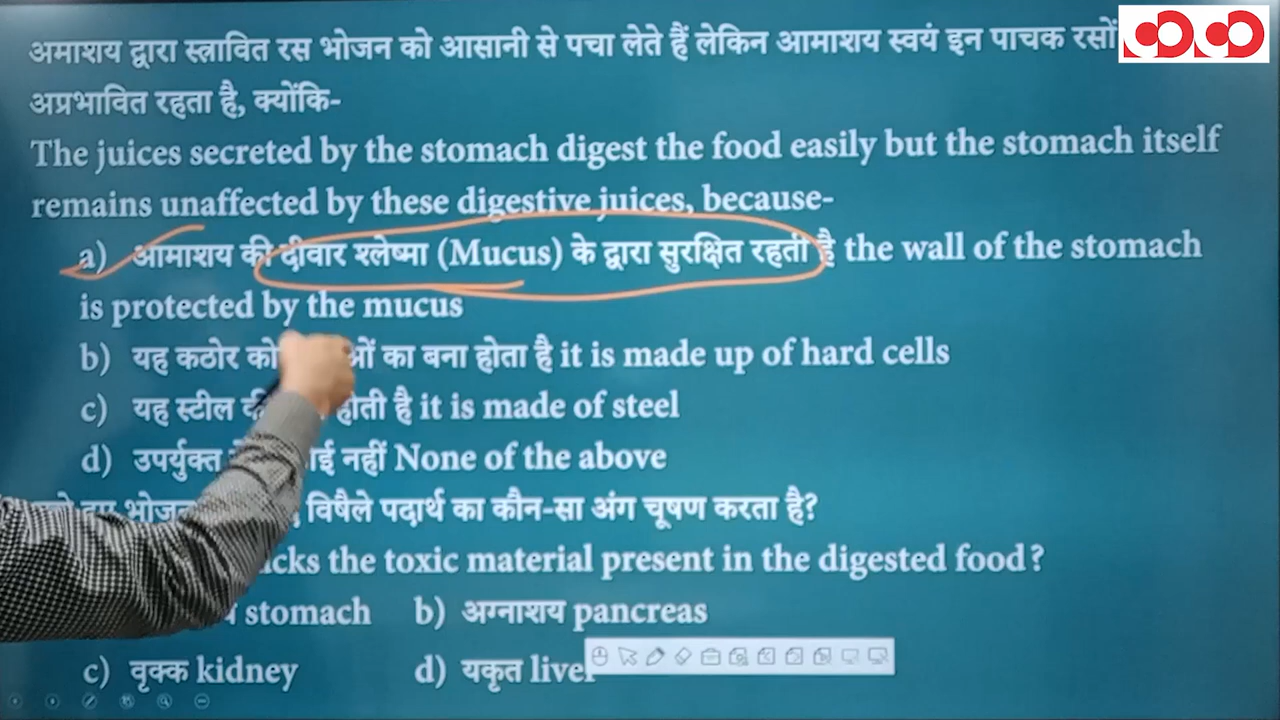 अमाशय द्वारा स्त्रावित रस भोजन को आसानी से पचा लेते हैं लेकिन आमाशय स्वयं इन पाचक रसों
अप्रभावित रहता है, क्योंकि-
The juices secreted by the stomach digest the food easily but the stomach itself
remains unaffected by these digestive juices, because-
a) आमाशय की दीवार श्लेष्मा (Mucus) के द्वारा सुरक्षित रहती है the wall of the stomach
is protected by the mucus
b) यह कठोर का बना होता है it is made up of hard cells
c) यह स्टील होती है it is made of steel
d) उपर्युक्त नहीं None of the above
विषैले पदार्थ का कौन-सा अंग चूषण करता है?
the toxic material present in the digested food?
stomach b) अग्नाशय pancreas
c) वृक्क kidney d) यकृत liver